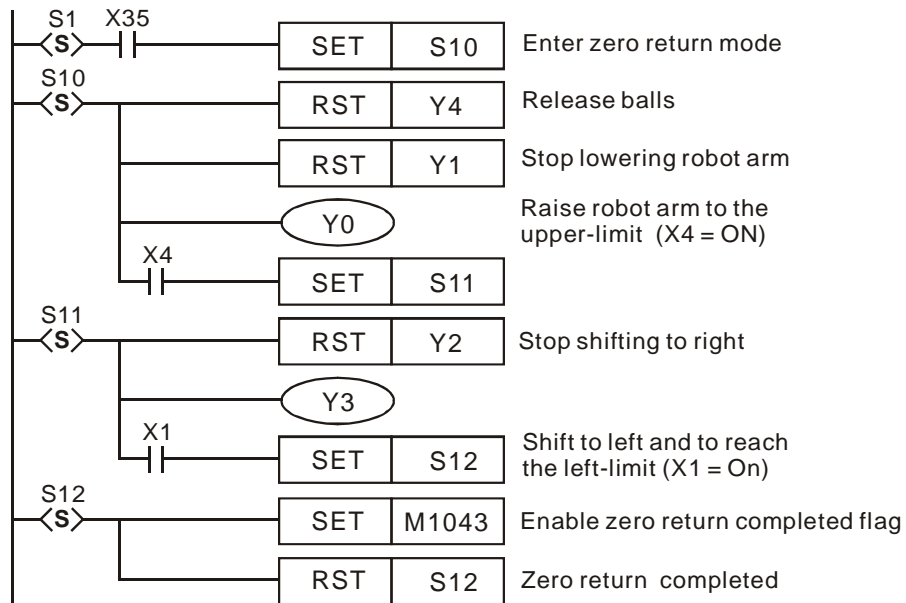 S1 X35
S SET S10 Enter zero return mode
S10
S RST Y4 Release balls
RST Y1 Stop lowering robot arm
Y0 Raise robot arm to the
upper-limit (X4 = ON)
X4
SET S11
S11
S RST Y2 Stop shifting to right
Y3
X1
SET S12 Shift to left and to reach
the left-limit (X1 = On)
S12
S SET M1043 Enable zero return completed flag
RST S12 Zero return completed